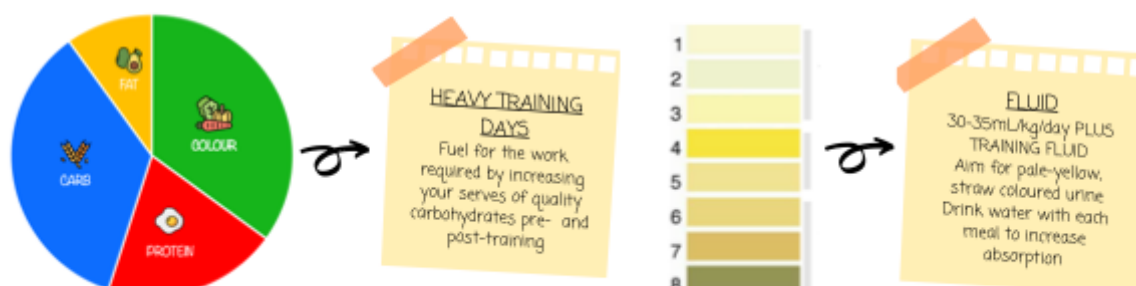 FAT
COLOUR
CARB
PROTEIN
HEAVY TRAINING
DAYS
Fuel for the work
required by increasing
your serves of quality
carbohydrates pre- and
post-training
1
2
3
4
5
6
7
8
FLUID
30-35mL/kg/day PLUS
TRAINING FLUID
Aim for pale-yellow,
straw coloured urine
Drink water with each
meal to increase
absorption